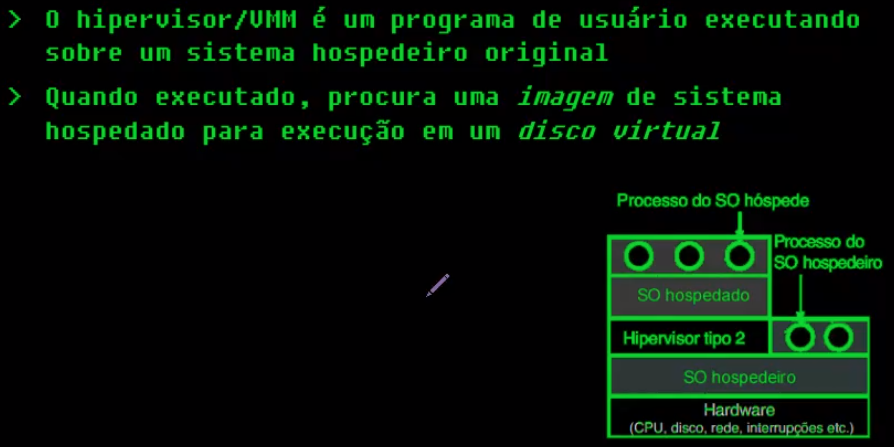 > O hipervisor/VMM é um programa de usuário executando
sobre um sistema hospedeiro original
> Quando executado, procura uma imagem de sistema
hospedado para execução em um disco virtual
Processo do SO hóspede
Processo do
SO hospedeiro
SO hospedado
Hipervisor tipo 2
SO hospedeiro
Hardware
(CPU, disco, rede, interrupções etc.)